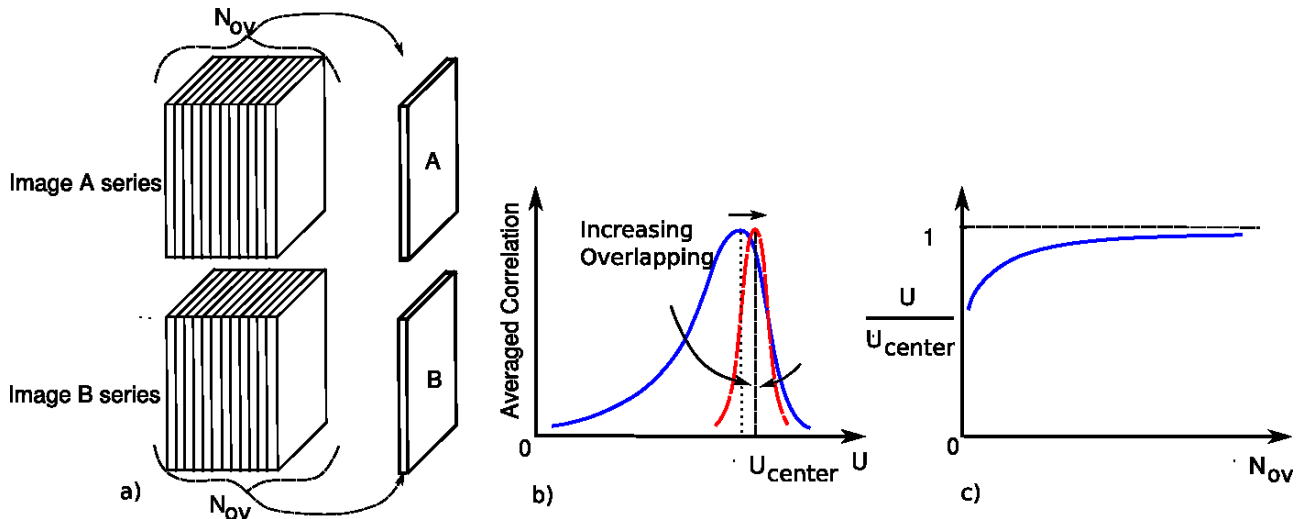 Nov
Image A series
A
Image B series
B
Nov
a)
Averaged Correlation
Increasing
Overlapping
0
Ucenter
U
b)
1
U
Ucenter
0
Nov
c)